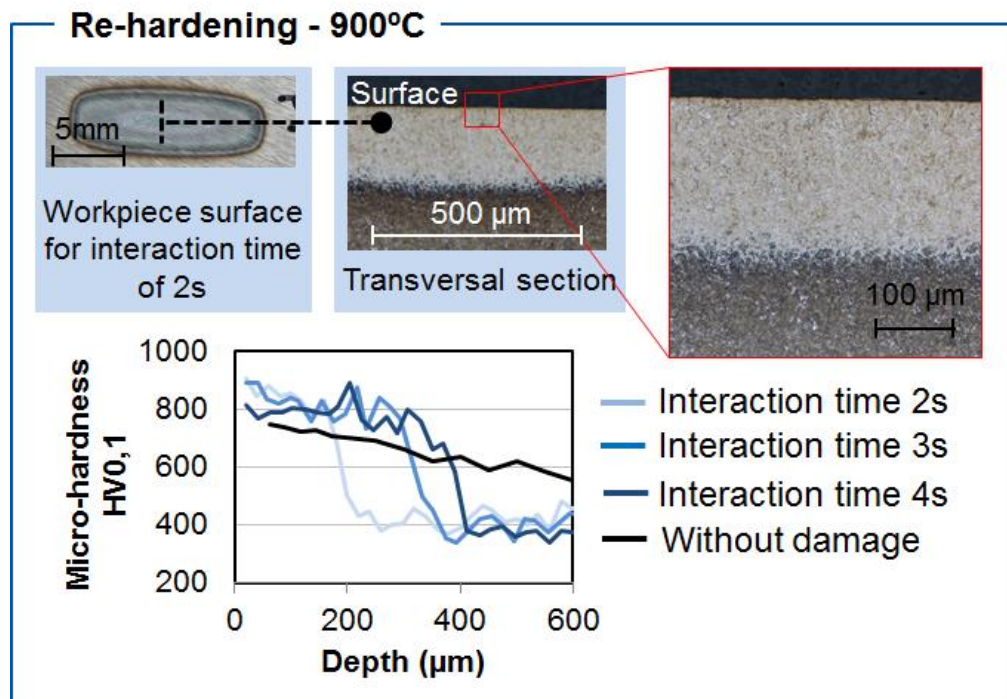 Re-hardening - 900ºC
5mm
Workpiece surface
for interaction time
of 2s
Surface
500 µm
Transversal section
100 µm
Micro-hardness
HV0,1
1000
800
600
400
200
0
200
400
600
Depth (µm)
Interaction time 2s
Interaction time 3s
Interaction time 4s
Without damage